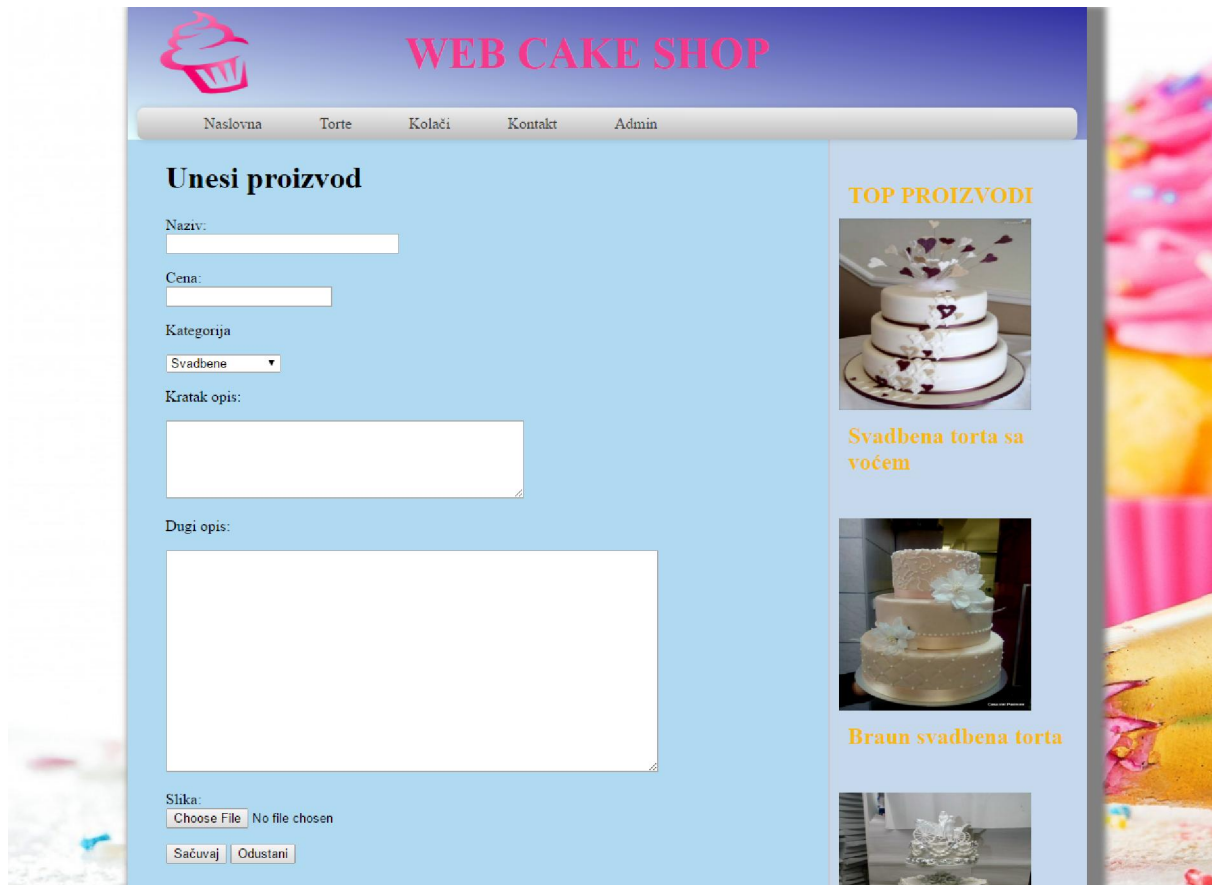 WEB CAKE SHOP
Naslovna Torte Kolači Kontakt Admin
Unesi proizvod
Naziv:
Cena:
Kategorija
Svadbene
Kratak opis:
Dugi opis:
Slika:
Choose File No file chosen
Sačuvaj Odustani
TOP PROIZVODI
Svadbena torta sa
voćem
Braun svadbena torta